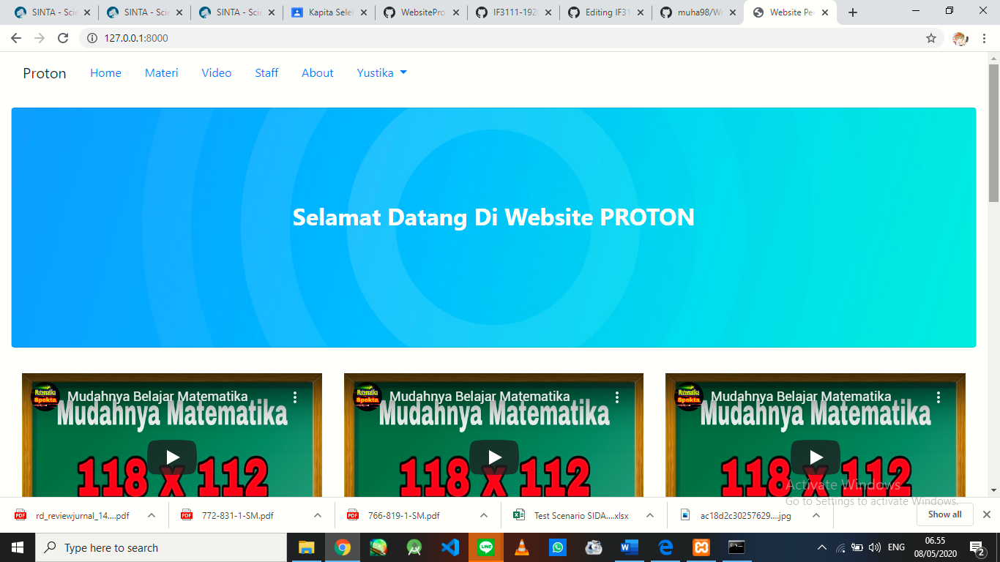 SINTA - Scie
SINTA - Scie
SINTA - Scie
Kapita Sele
WebsitePro
IF3111-192
Editing IF31
muha98/We
Website Per
127.0.0.1:8000
Proton
Home
Materi
Video
Staff
About
Yustika
Selamat Datang Di Website PROTON
Matematika
Spekta
Mudahnya Belajar Matematika
Mudahnya Matematika
118 x 112
Matematika
Spekta
Mudahnya Belajar Matematika
Mudahnya Matematika
118 x 112
Matematika
Spekta
Mudahnya Belajar Matematika
Mudahnya Matematika
118 x 112
Activate Windows
Go to Settings to activate Windows.
rd_reviewjurnal_14....pdf
772-831-1-SM.pdf
766-819-1-SM.pdf
Test Scenario SIDA....xlsx
ac18d2c30257629....jpg
Show all
Type here to search
ENG
06.55
08/05/2020
2